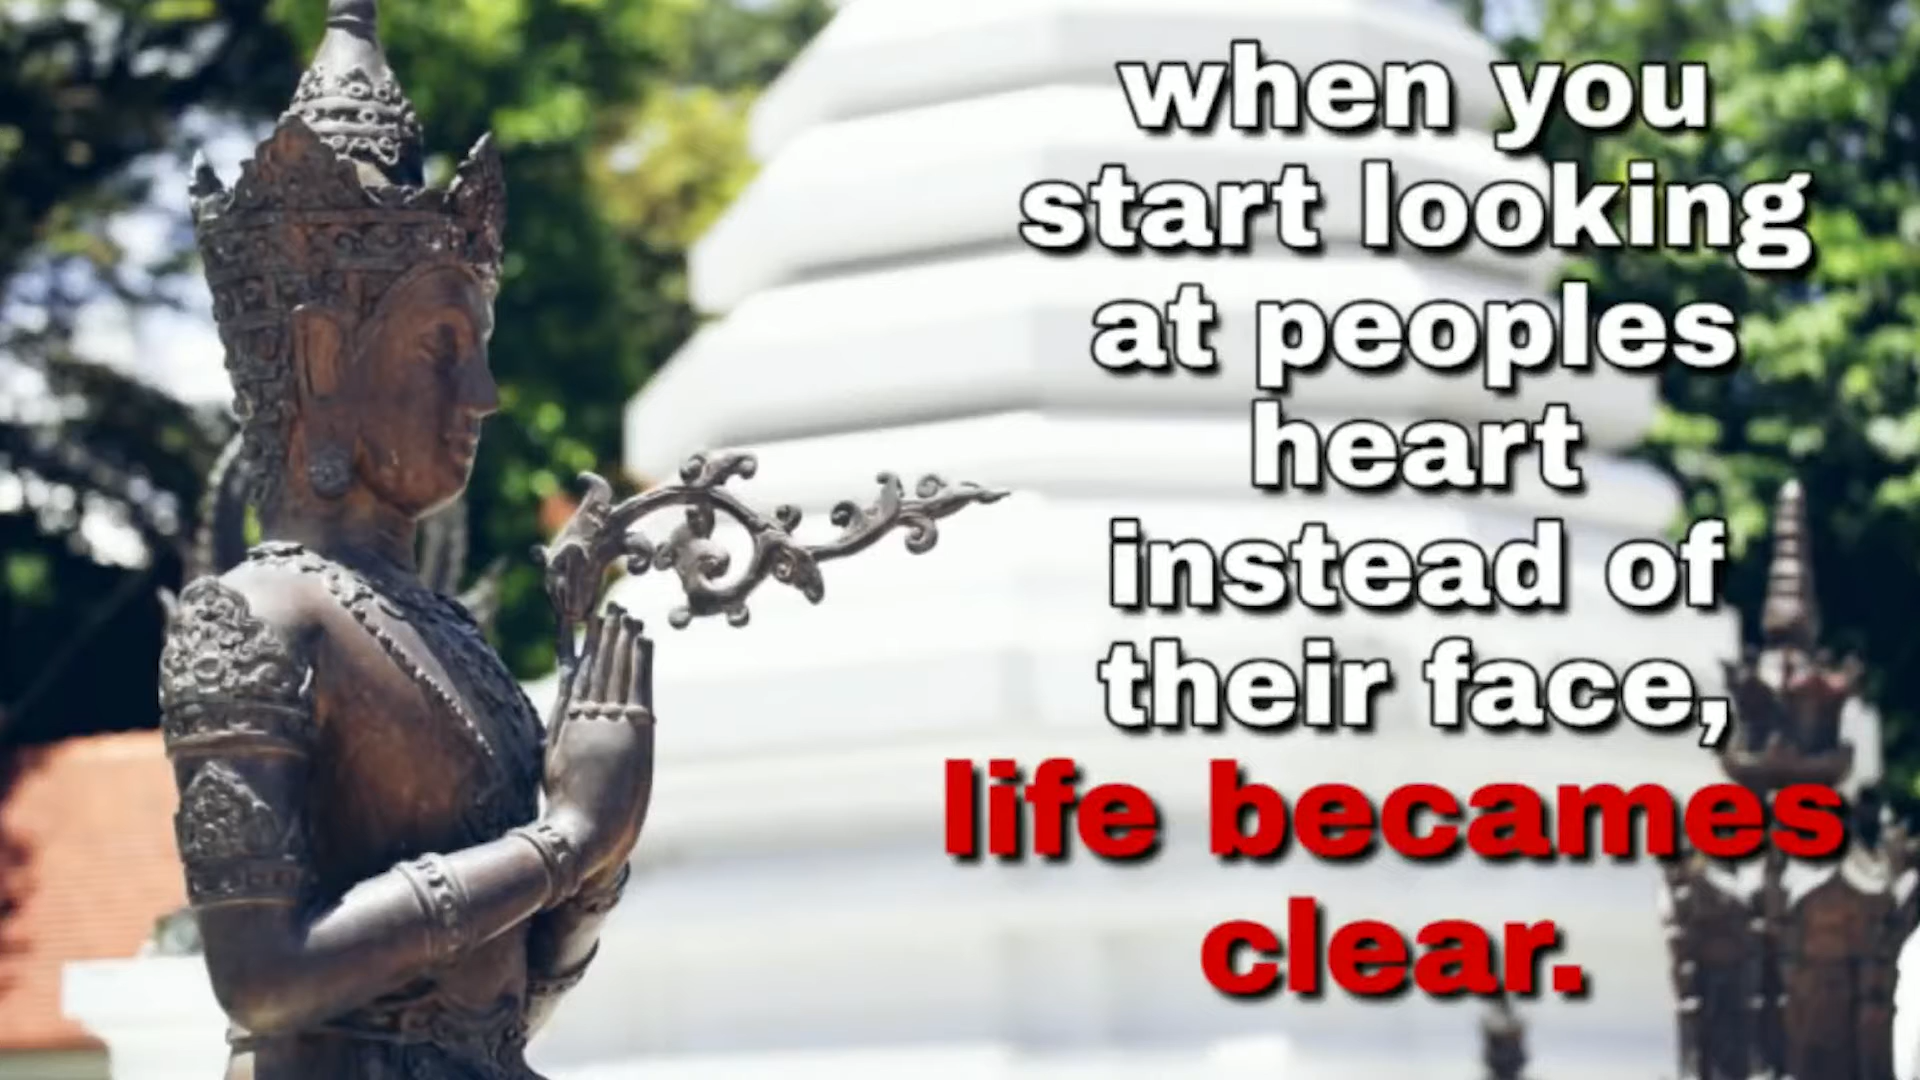 when you
start looking
at peoples
heart
instead of
their face,
life becames
clear.